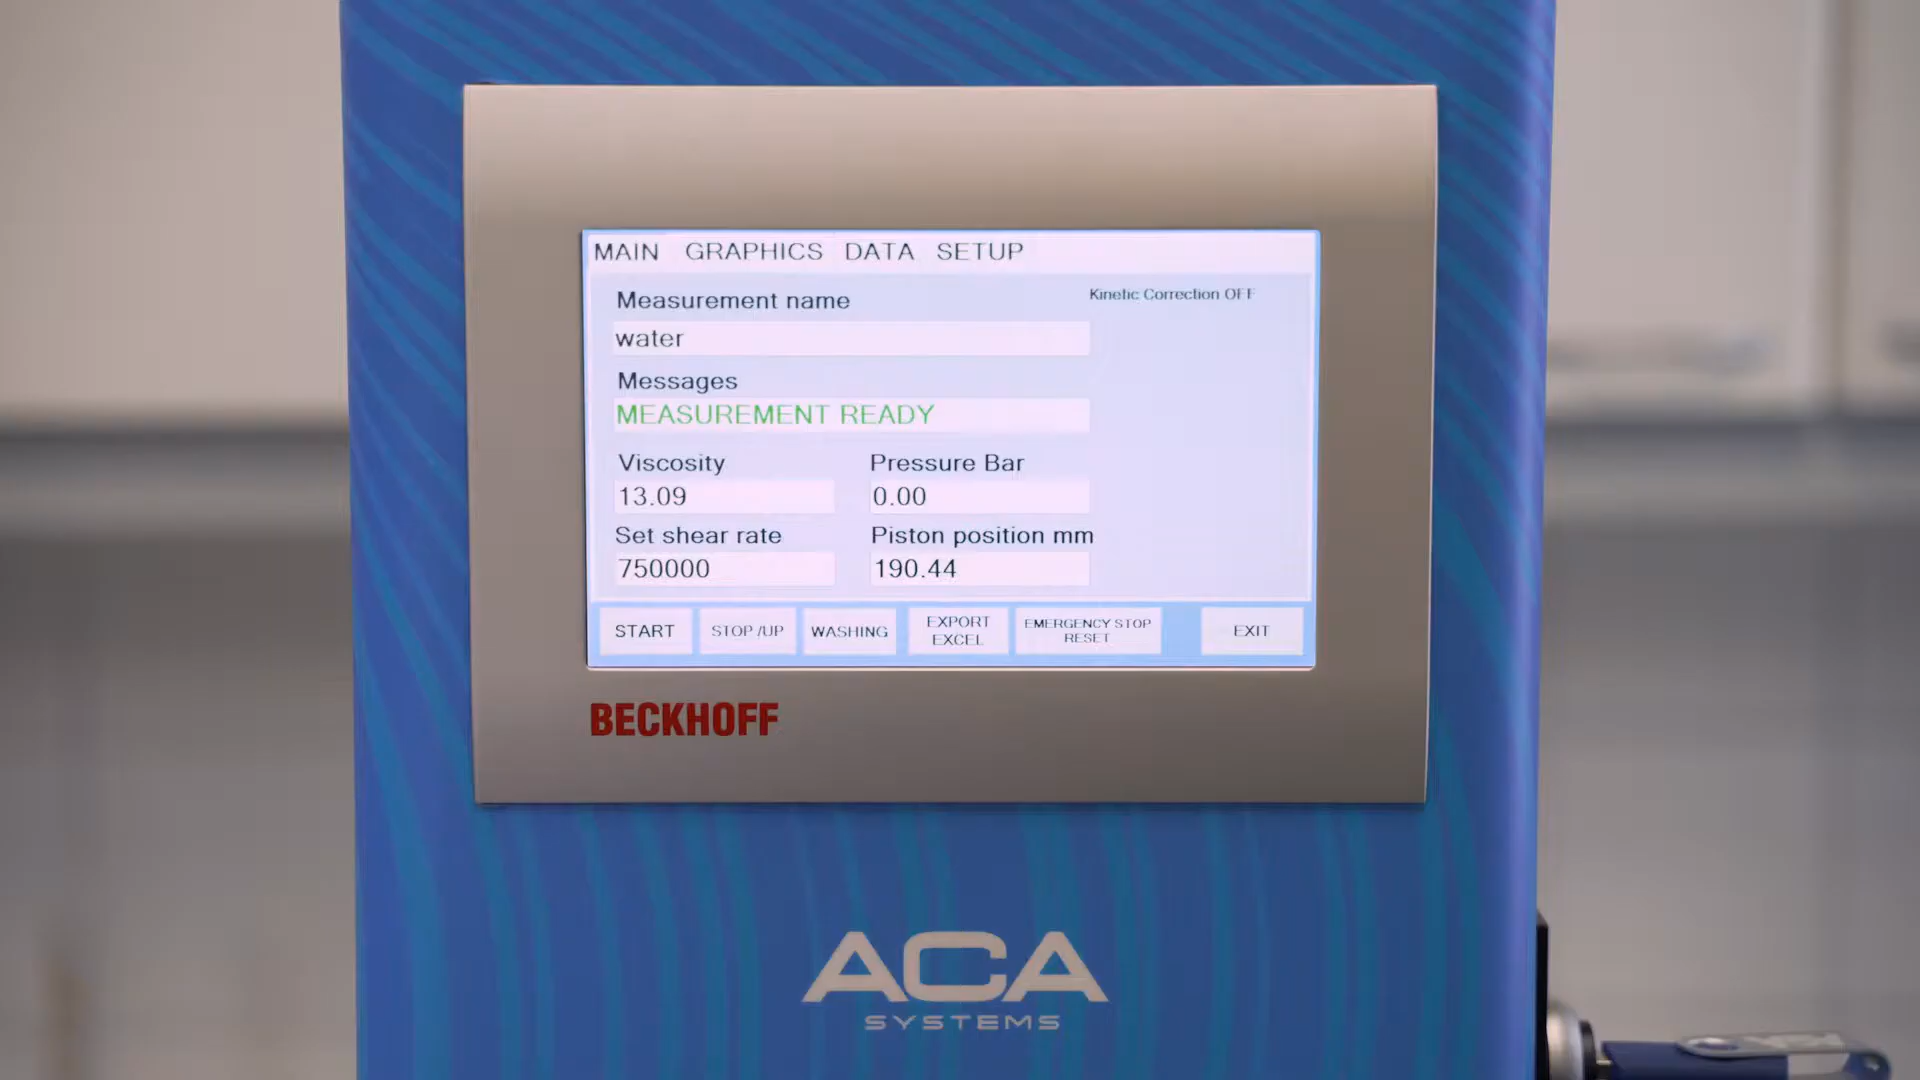 MAIN GRAPHICS DATA SETUP
Measurement name
Kinetic Correction OFF
water
Messages
MEASUREMENT READY
Viscosity Pressure Bar
13.09 0.00
Set shear rate Piston position mm
750000 190.44
START STOP /UP WASHING EXPORT EXCEL EMERGENCY STOP RESET EXIT
BECKHOFF
ACA
SYSTEMS